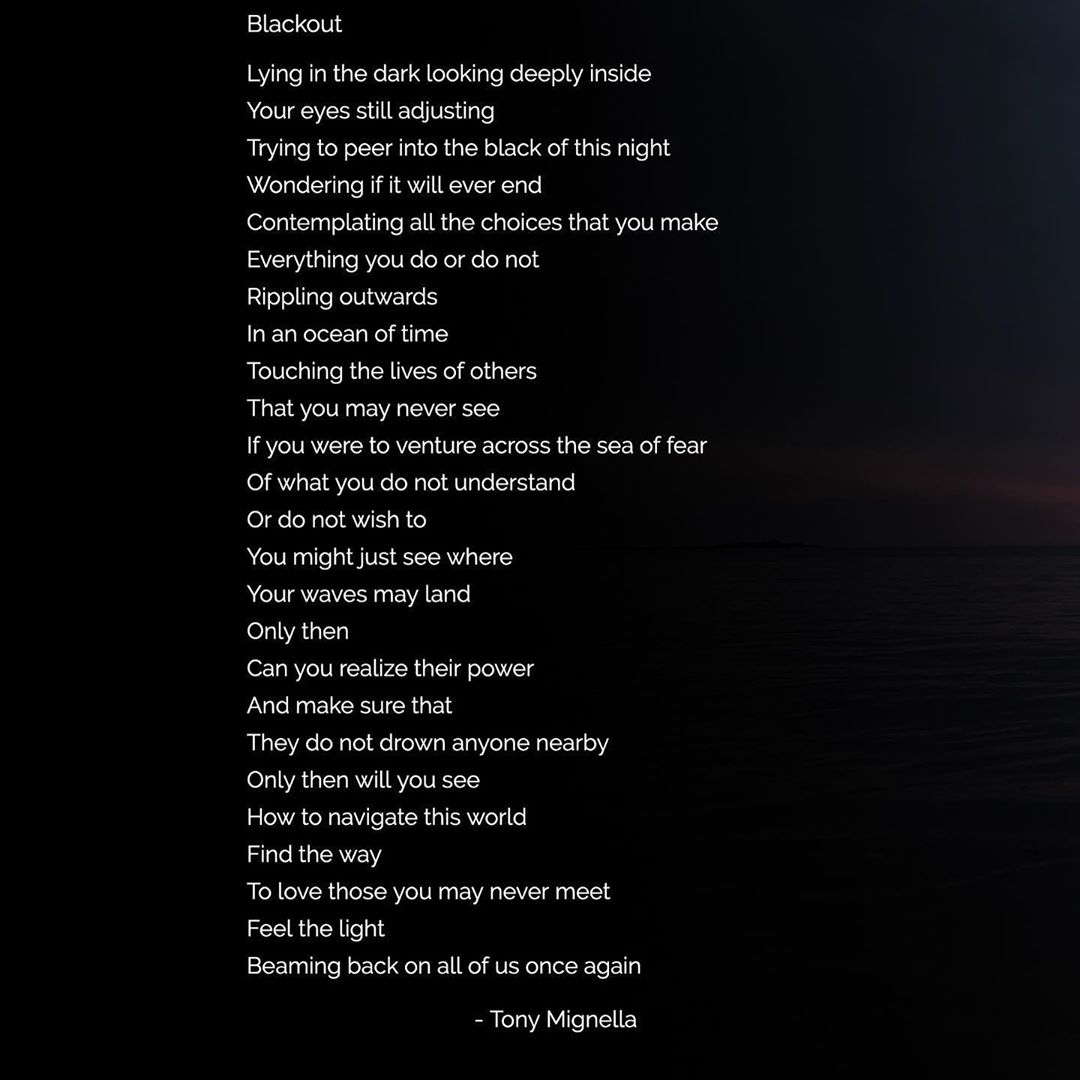 Blackout
Lying in the dark looking deeply inside
Your eyes still adjusting
Trying to peer into the black of this night
Wondering if it will ever end
Contemplating all the choices that you make
Everything you do or do not
Rippling outwards
In an ocean of time
Touching the lives of others
That you may never see
If you were to venture across the sea of fear
Of what you do not understand
Or do not wish to
You might just see where
Your waves may land
Only then
Can you realize their power
And make sure that
They do not drown anyone nearby
Only then will you see
How to navigate this world
Find the way
To love those you may never meet
Feel the light
Beaming back on all of us once again
- Tony Mignella